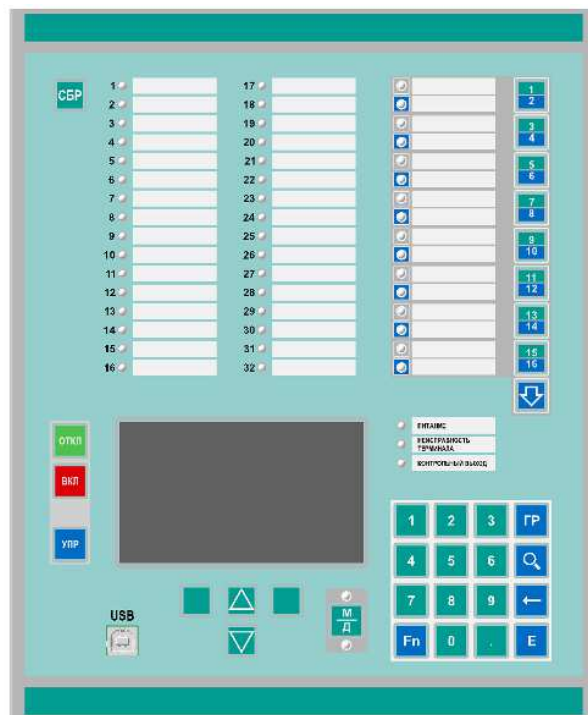 СБР
1 17
2 18
3 19
4 20
5 21
6 22
7 23
8 24
9 25
10 26
11 27
12 28
13 29
14 30
15 31
16 32
1
2
3
4
5
6
7
8
9
10
11
12
13
14
15
16
ОТКЛ
ВКЛ
УПР
ПИТАНИЕ
НЕИСПРАВНОСТЬ
ТЕРМИНАЛА
КОНТРОЛЬНЫЙ ВЫХОД
1 2 3 ГР
4 5 6
7 8 9
Fn 0 . E
М
Д
USB